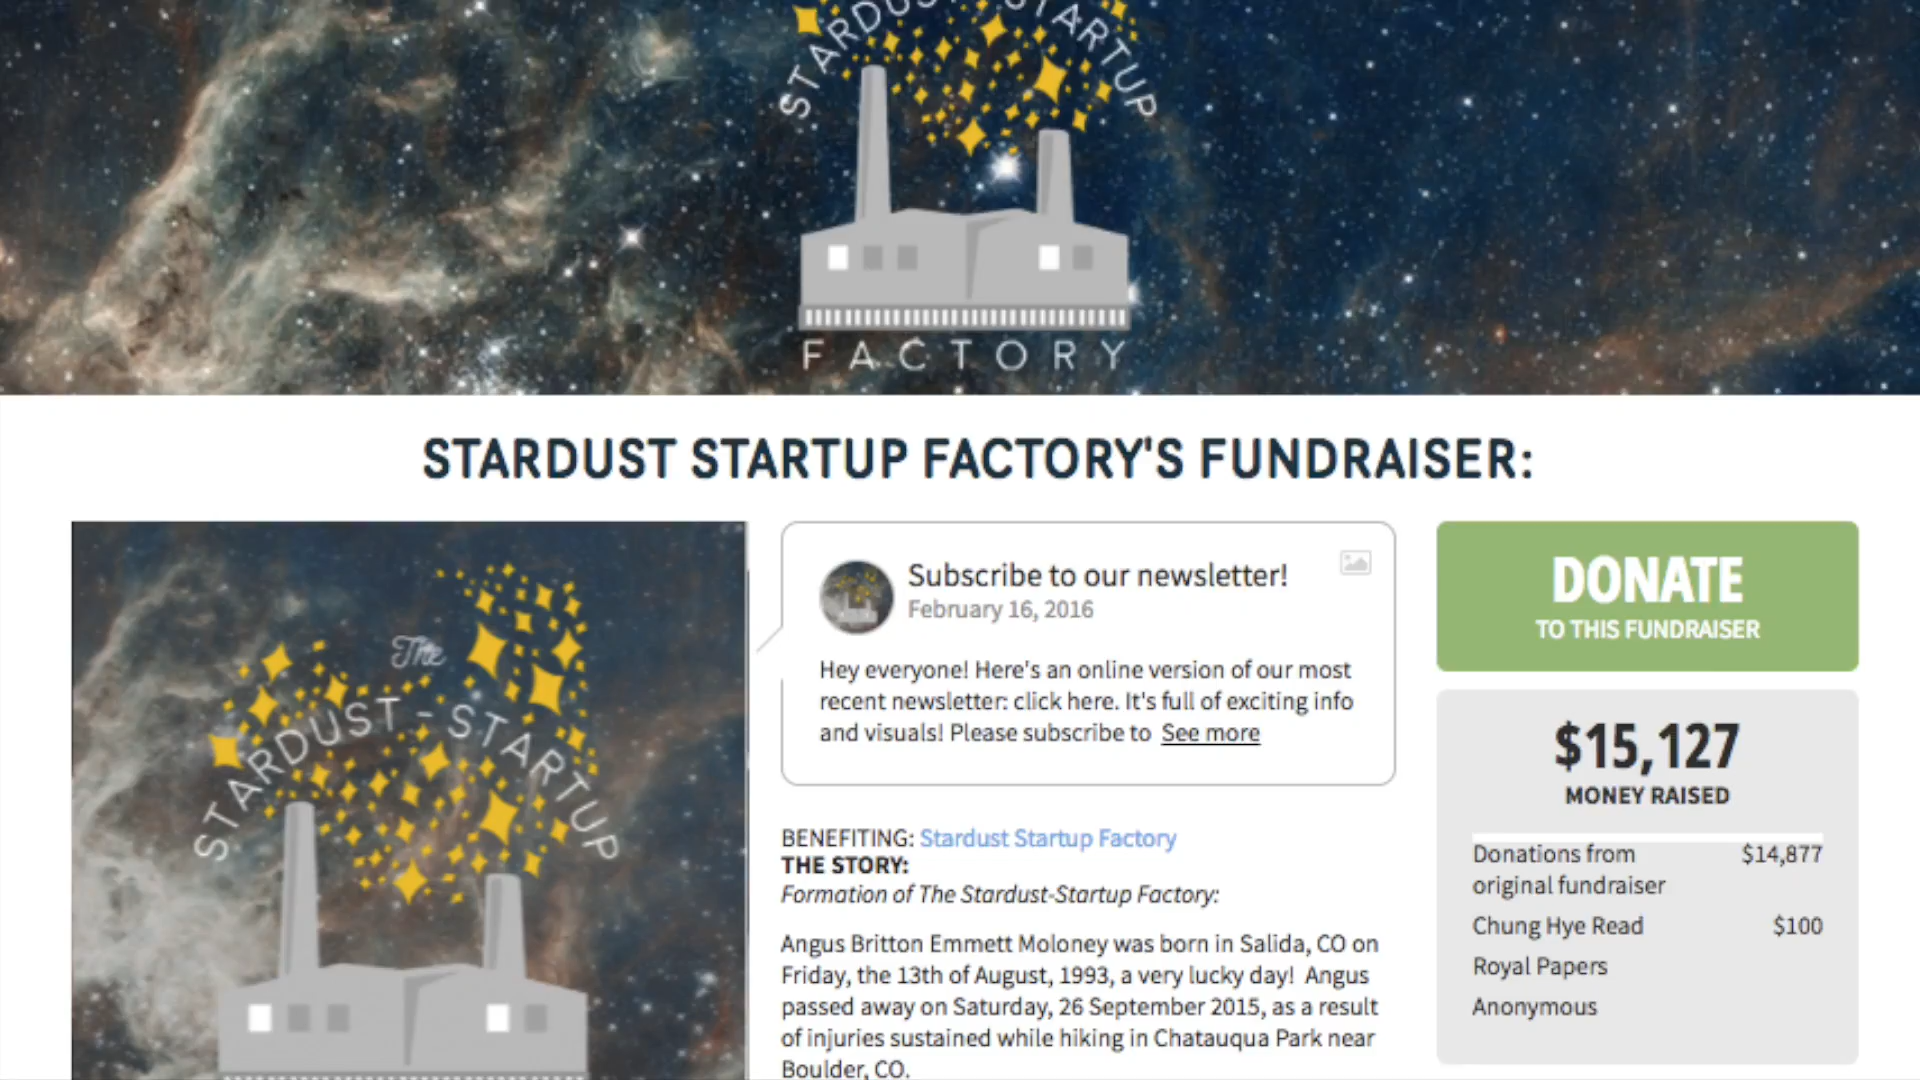 STARDUST-STARTUP
FACTORY
STARDUST STARTUP FACTORY'S FUNDRAISER:
The
STARDUST-STARTUP
Subscribe to our newsletter!
February 16, 2016
Hey everyone! Here's an online version of our most
recent newsletter: click here. It's full of exciting info
and visuals! Please subscribe to See more
BENEFITING: Stardust Startup Factory
THE STORY:
Formation of The Stardust-Startup Factory:
Angus Britton Emmett Moloney was born in Salida, CO on
Friday, the 13th of August, 1993, a very lucky day! Angus
passed away on Saturday, 26 September 2015, as a result
of injuries sustained while hiking in Chatauqua Park near
Boulder, CO.
DONATE
TO THIS FUNDRAISER
$15,127
MONEY RAISED
Donations from $14,877
original fundraiser
Chung Hye Read $100
Royal Papers
Anonymous